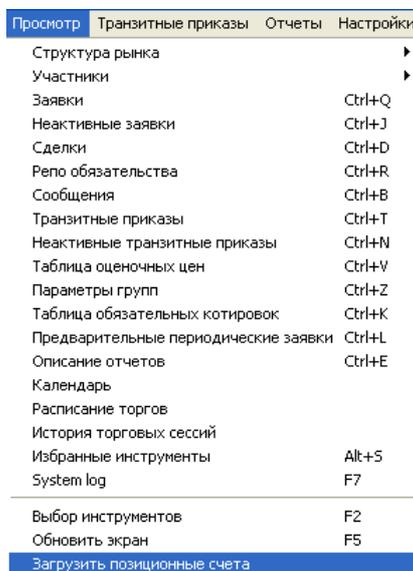 Просмотр Транзитные приказы Отчеты Настройки
Структура рынка
Участники
Заявки Ctrl+Q
Неактивные заявки Ctrl+J
Сделки Ctrl+D
Репо обязательства Ctrl+R
Сообщения Ctrl+B
Транзитные приказы Ctrl+T
Неактивные транзитные приказы Ctrl+N
Таблица оценочных цен Ctrl+V
Параметры групп Ctrl+Z
Таблица обязательных котировок Ctrl+K
Предварительные периодические заявки Ctrl+L
Описание отчетов Ctrl+E
Календарь
Расписание торгов
История торговых сессий
Избранные инструменты Alt+S
System log F7
Выбор инструментов F2
Обновить экран F5
Загрузить позиционные счета